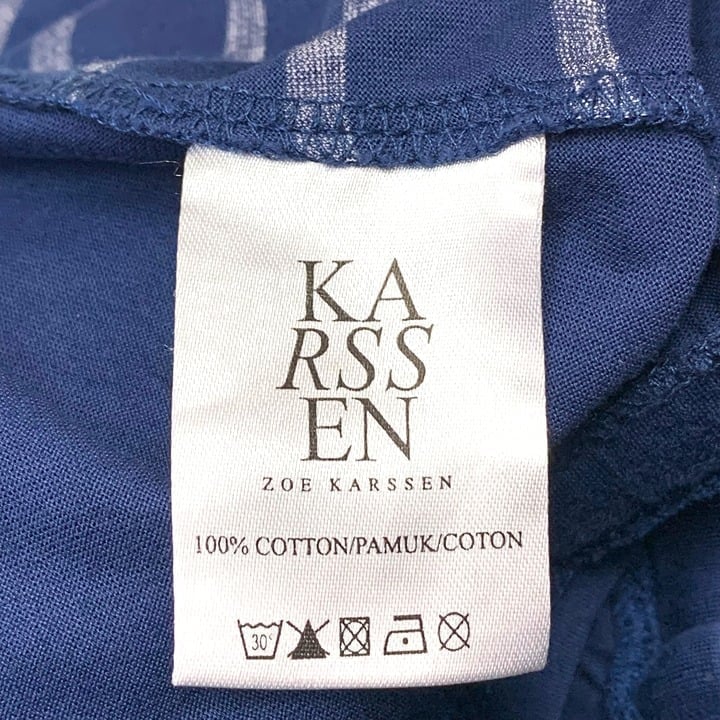 KA
RSS
EN
ZOE KARSSEN
100% COTTON/PAMUK/COTON
30°